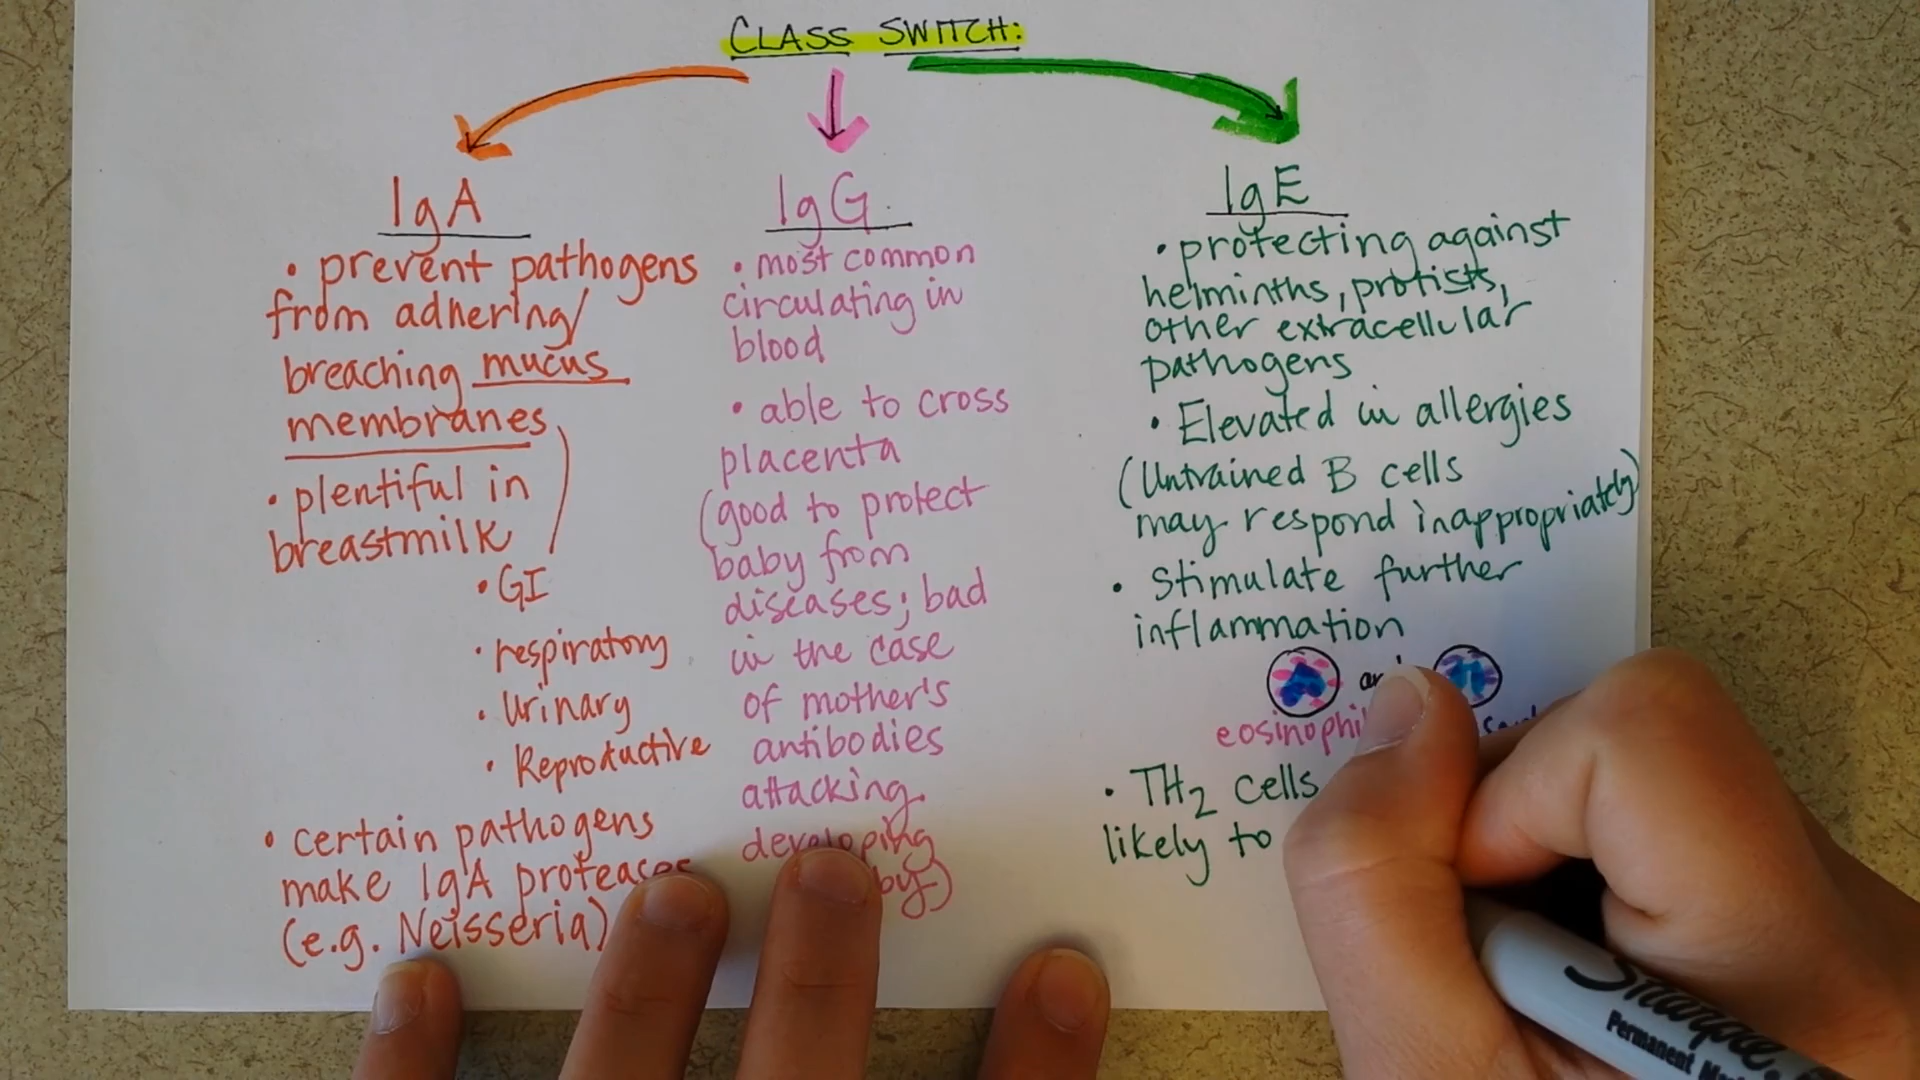 CLASS SWITCH:
IgA
• prevent pathogens
from adhering/
breaching mucus
membranes
• plentiful in
breastmilk
• GI
• respiratory
• Urinary
• Reproductive
• certain pathogens
make IgA proteases
(e.g. Neisseria)
IgG
• most common
circulating in
blood
• able to cross
placenta
(good to protect
baby from
diseases; bad
in the case
of mother's
antibodies
attacking
developing
IgE
• protecting against
helminths, protists,
other extracellular
pathogens
• Elevated in allergies
(Untrained B cells
may respond inappropriately)
• Stimulate further
inflammation
• TH2 cells
likely to
Sharpie
Permanent